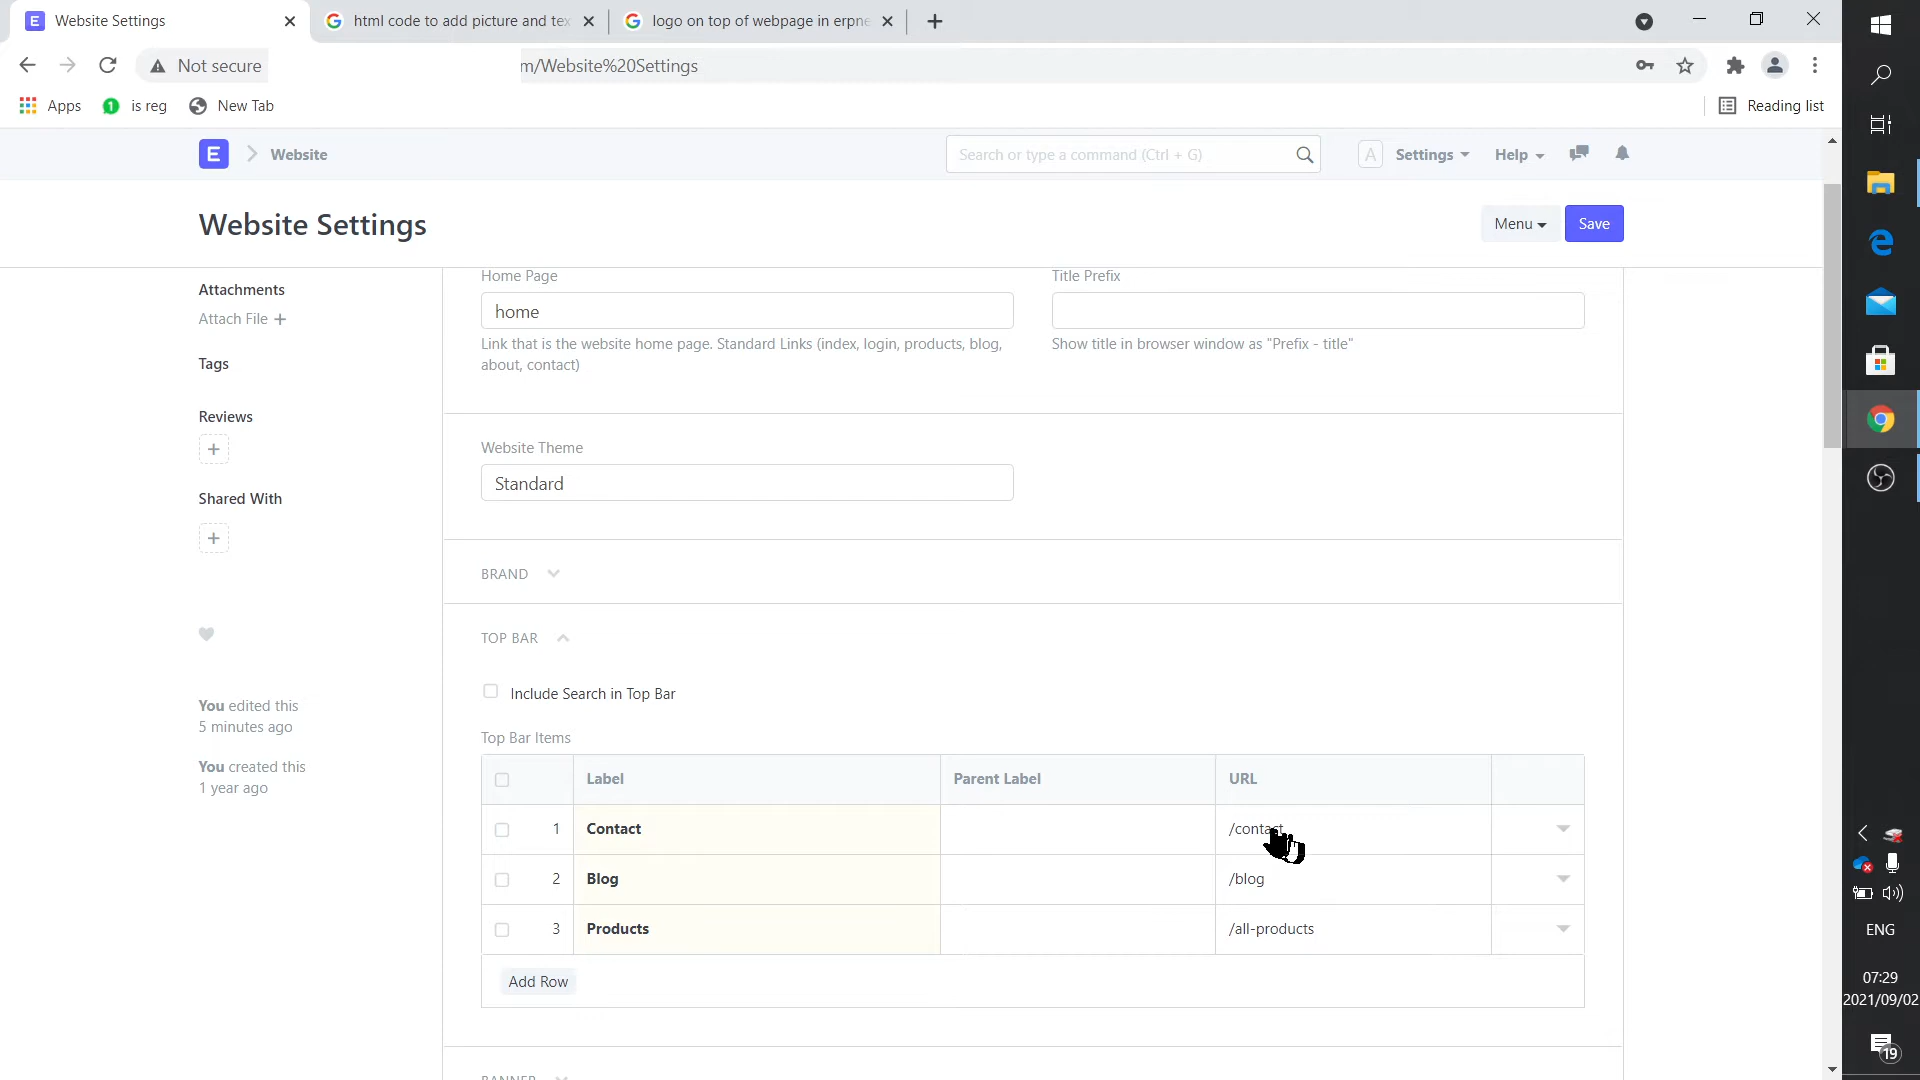 Website Settings
html code to add picture and tex
logo on top of webpage in erpne
Not secure
m/Website%20Settings
Apps
1
is reg
New Tab
Reading list
E
Website
Search or type a command (Ctrl + G)
A
Settings
Help
Website Settings
Menu
Save
Attachments
Attach File +
Tags
Reviews
+
Shared With
+
You edited this
5 minutes ago
You created this
1 year ago
Home Page
home
Link that is the website home page. Standard Links (index, login, products, blog,
about, contact)
Title Prefix
Show title in browser window as "Prefix - title"
Website Theme
Standard
BRAND
TOP BAR
Include Search in Top Bar
Top Bar Items
Label Parent Label URL
1 Contact /contact
2 Blog /blog
3 Products /all-products
Add Row
BANNER
ENG
07:29
2021/09/02
19